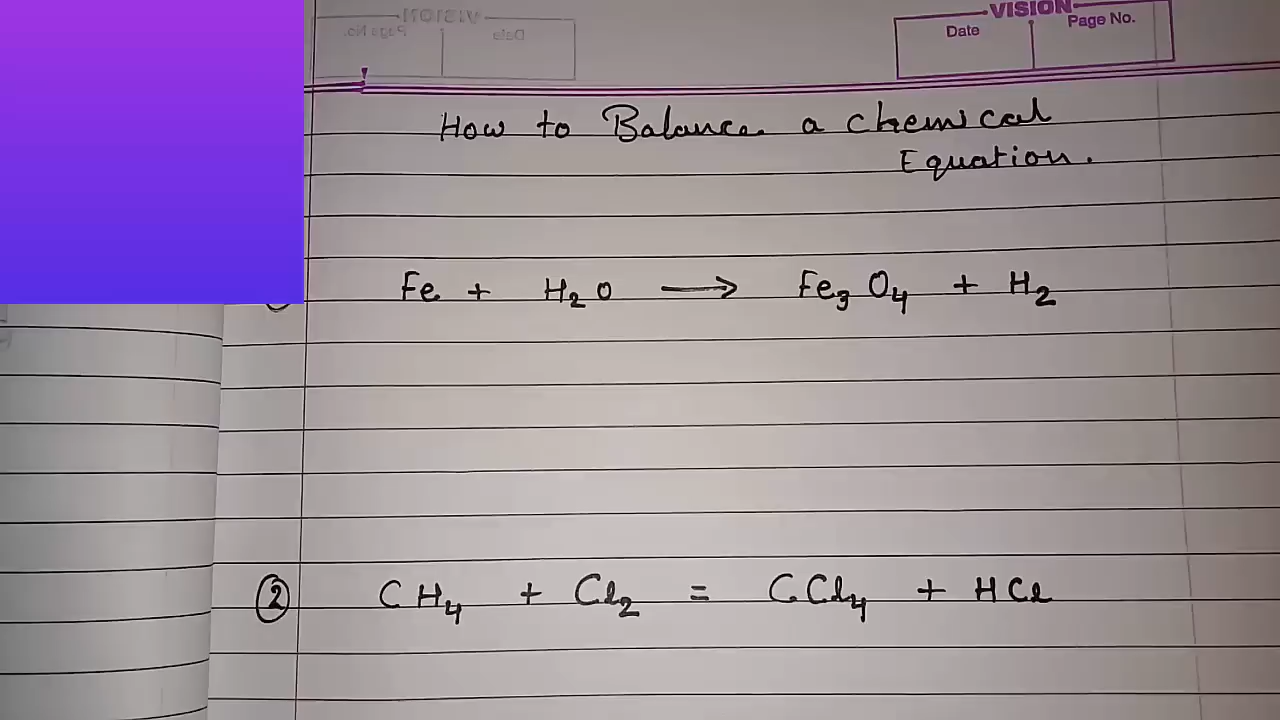 VISION
Date Page No.
How to Balance a chemical
Equation.
Fe + H2O → Fe3O4 + H2
② CH4 + Cl2 = CCl4 + HCl